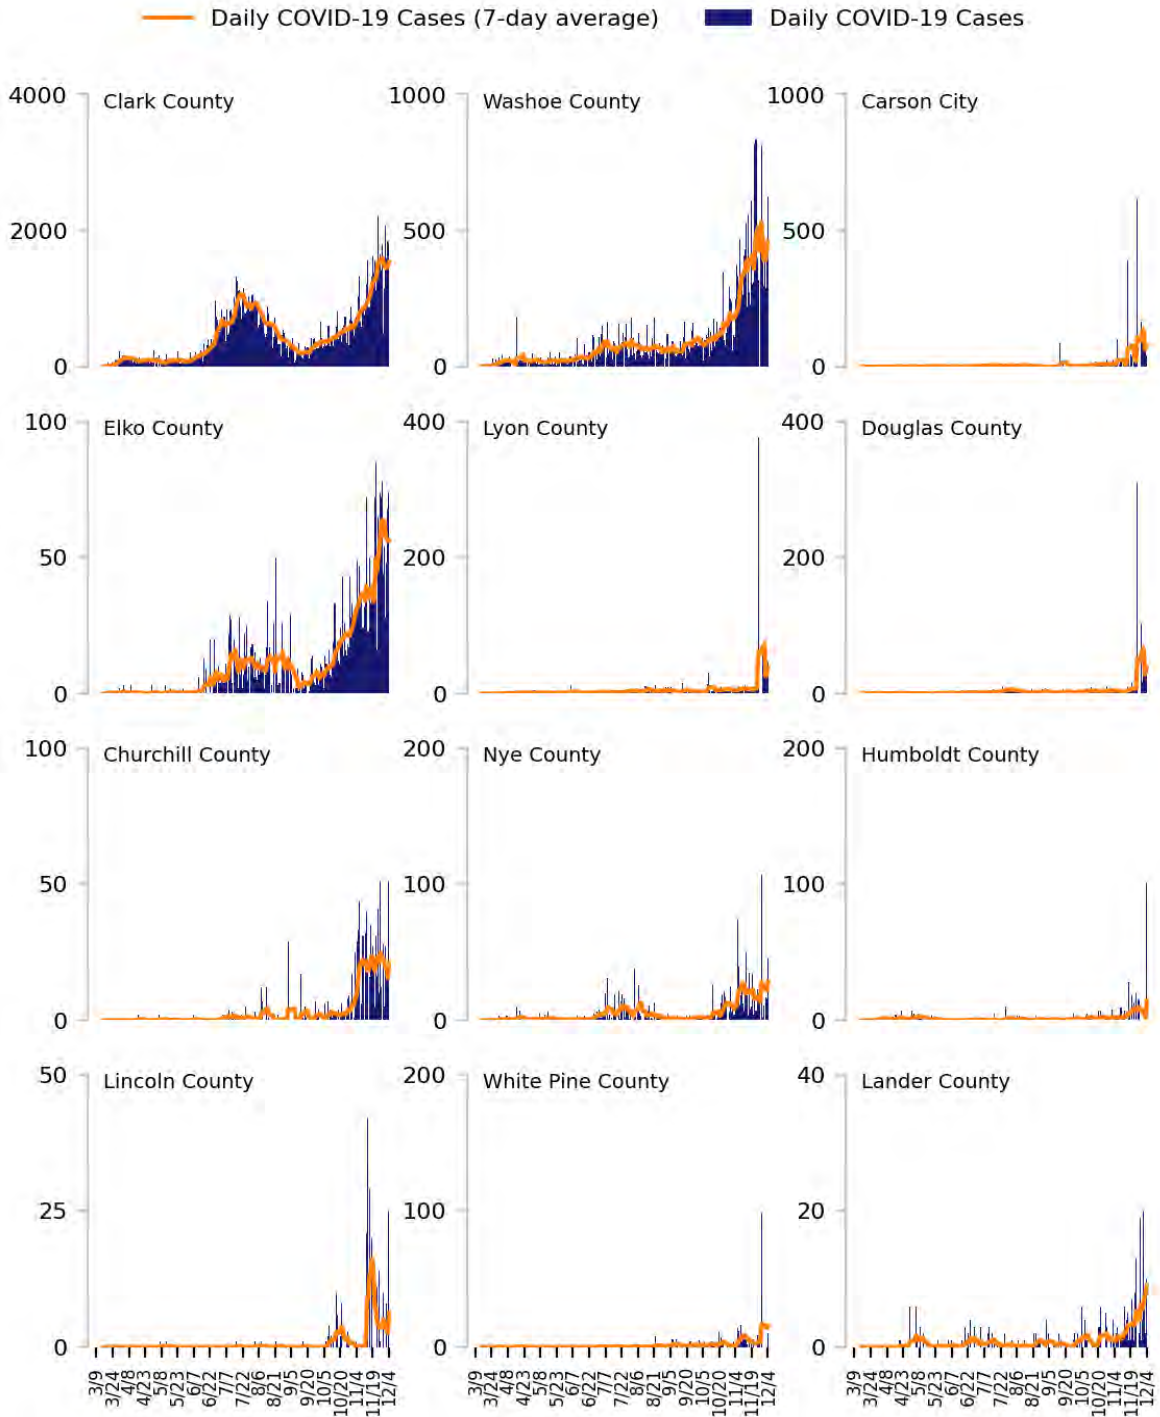 Daily COVID-19 Cases (7-day average) Daily COVID-19 Cases
4000 Clark County 1000 Washoe County 1000 Carson City
2000 500 500
0 0 0
100 Elko County 400 Lyon County 400 Douglas County
50 200 200
0 0 0
100 Churchill County 200 Nye County 200 Humboldt County
50 100 100
0 0 0
50 Lincoln County 200 White Pine County 40 Lander County
25 100 20
0 0 0
3/9 3/24 4/8 4/23 5/8 5/23 6/7 6/22 7/7 7/22 8/6 8/21 9/5 9/20 10/5 10/20 11/4 11/19 12/4
3/9 3/24 4/8 4/23 5/8 5/23 6/7 6/22 7/7 7/22 8/6 8/21 9/5 9/20 10/5 10/20 11/4 11/19 12/4
3/9 3/24 4/8 4/23 5/8 5/23 6/7 6/22 7/7 7/22 8/6 8/21 9/5 9/20 10/5 10/20 11/4 11/19 12/4